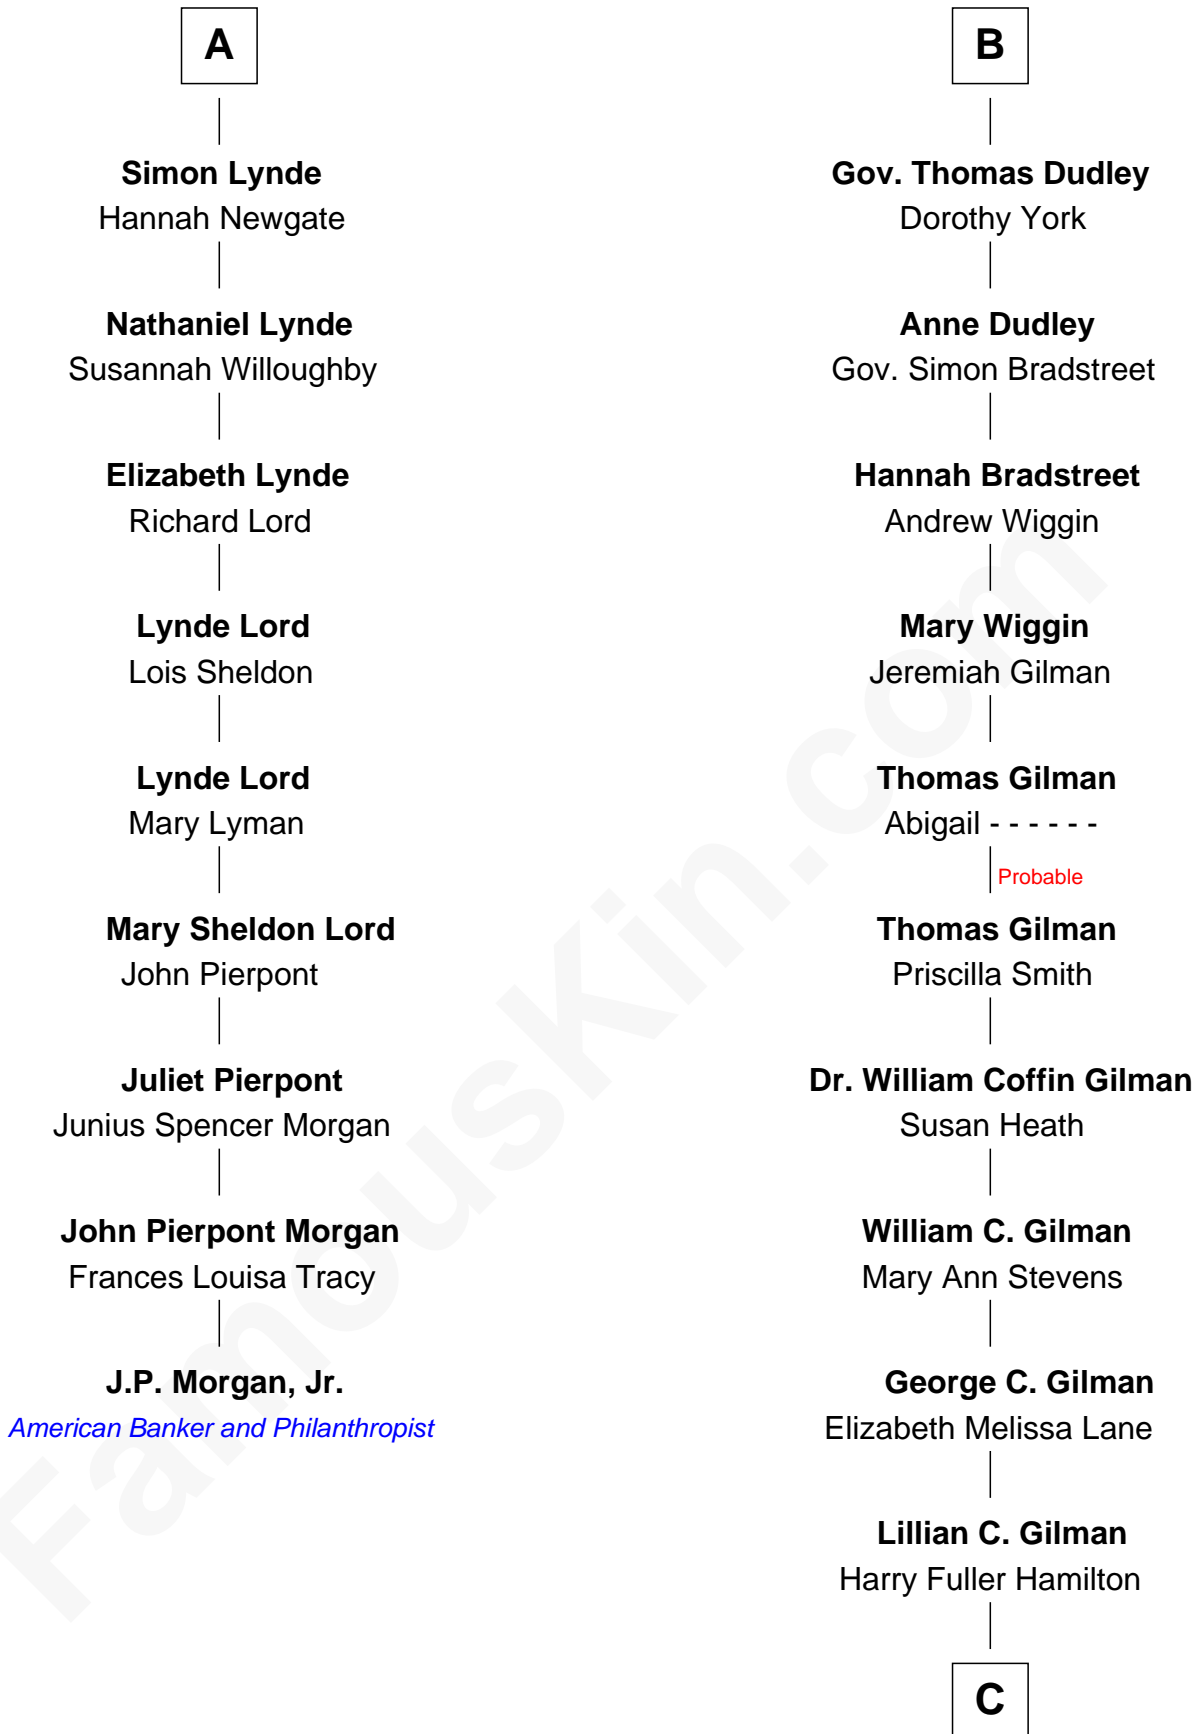 A
Simon Lynde
Hannah Newgate
Nathaniel Lynde
Susannah Willoughby
Elizabeth Lynde
Richard Lord
Lynde Lord
Lois Sheldon
Lynde Lord
Mary Lyman
Mary Sheldon Lord
John Pierpont
Juliet Pierpont
Junius Spencer Morgan
John Pierpont Morgan
Frances Louisa Tracy
J.P. Morgan, Jr.
American Banker and Philanthropist
B
Gov. Thomas Dudley
Dorothy York
Anne Dudley
Gov. Simon Bradstreet
Hannah Bradstreet
Andrew Wiggin
Mary Wiggin
Jeremiah Gilman
Thomas Gilman
Abigail - - - - - -
Probable
Thomas Gilman
Priscilla Smith
Dr. William Coffin Gilman
Susan Heath
William C. Gilman
Mary Ann Stevens
George C. Gilman
Elizabeth Melissa Lane
Lillian C. Gilman
Harry Fuller Hamilton
C
FamousKin.com